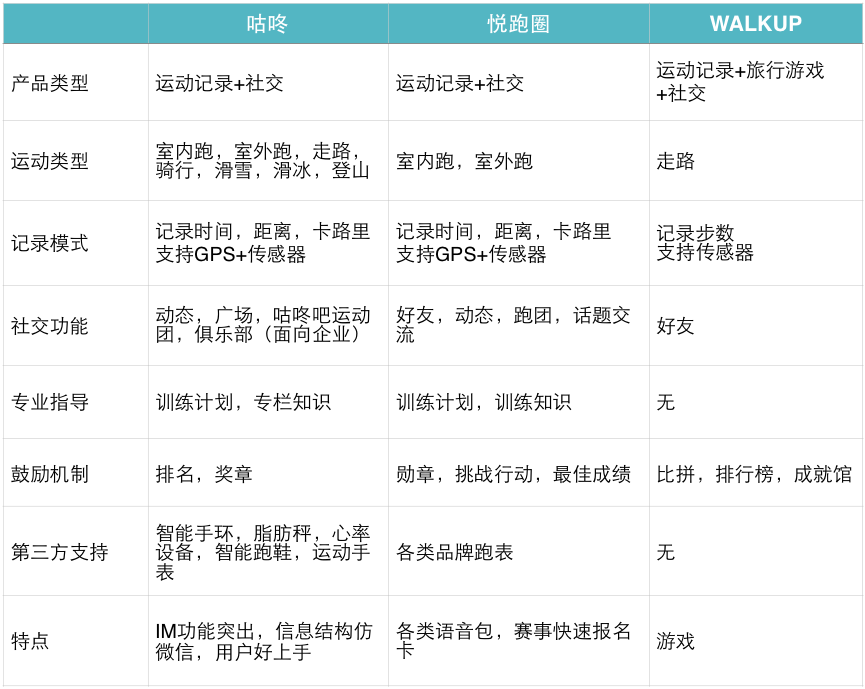 咕咚 悦跑圈 WALKUP
产品类型 运动记录+社交 运动记录+社交 运动记录+旅行游戏
+社交
运动类型 室内跑，室外跑，走路，
骑行，滑雪，滑冰，登山 室内跑，室外跑 走路
记录模式 记录时间，距离，卡路里
支持GPS+传感器 记录时间，距离，卡路里
支持GPS+传感器 记录步数
支持传感器
社交功能 动态，广场，咕咚吧运动
团，俱乐部（面向企业） 好友，动态，跑团，话题交
流 好友
专业指导 训练计划，专栏知识 训练计划，训练知识 无
鼓励机制 排名，奖章 勋章，挑战行动，最佳成绩 比拼，排行榜，成就馆
第三方支持 智能手环，脂肪秤，心率
设备，智能跑鞋，运动手
表 各类品牌跑表 无
特点 IM功能突出，信息结构仿
微信，用户好上手 各类语音包，赛事快速报名
卡 游戏